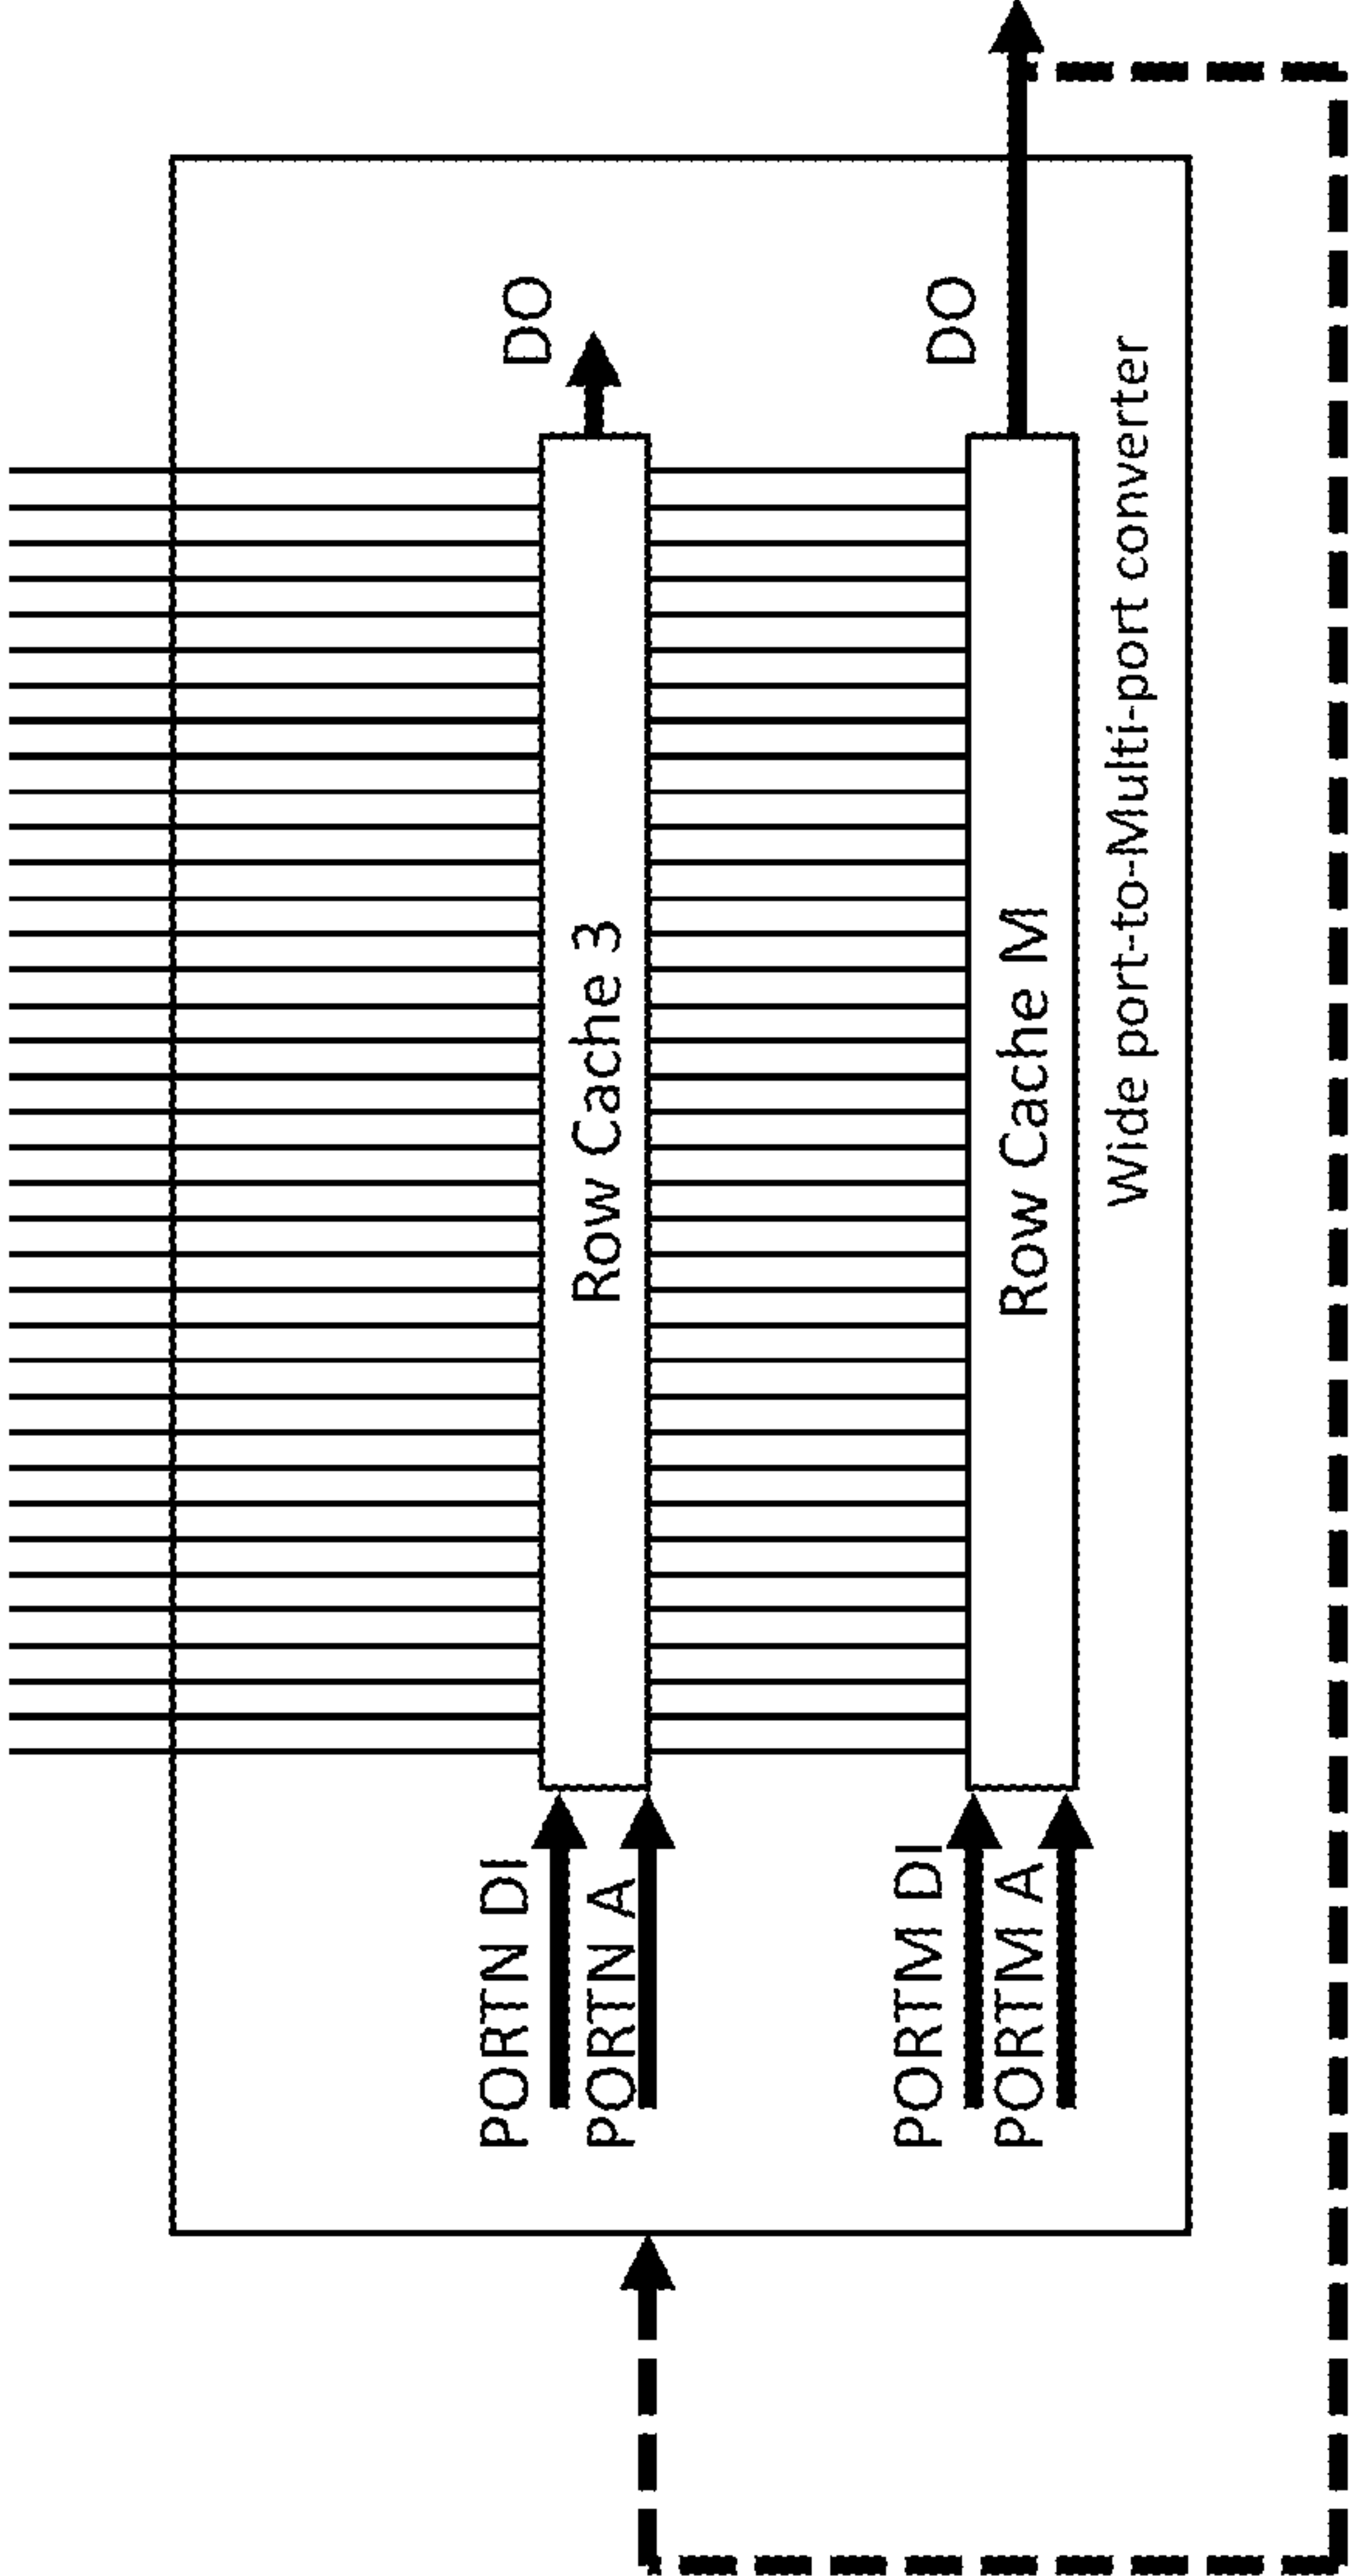 PORTN DI
DO
PORTN A
Row Cache 3
PORTM DI
DO
PORTM A
Row Cache M
Wide port-to-Multi-port converter